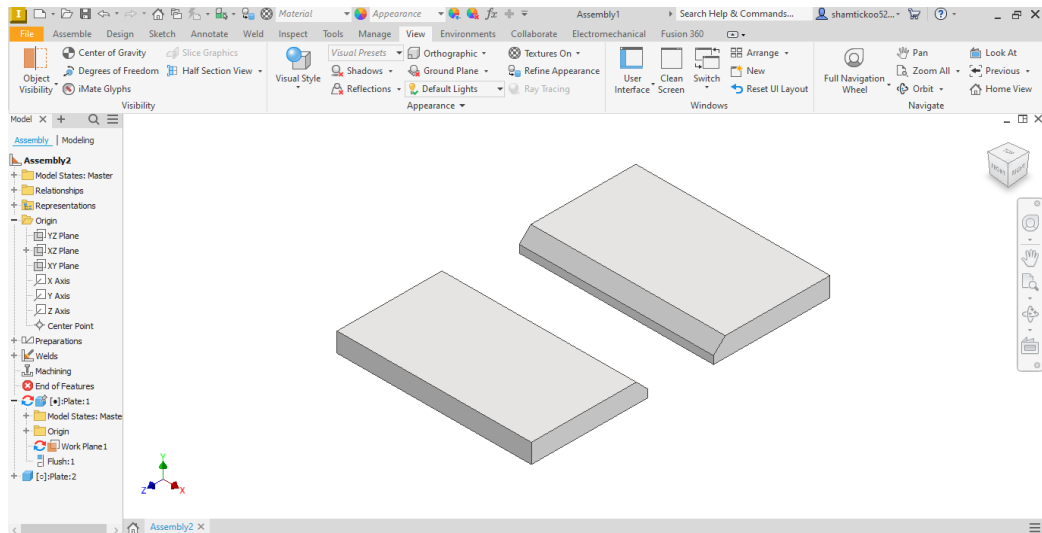 Material Appearance fx Assembly1 Search Help & Commands... shamtickoo52...
File Assemble Design Sketch Annotate Weld Inspect Tools Manage View Environments Collaborate Electromechanical Fusion 360
Center of Gravity Slice Graphics Visual Presets Orthographic Textures On Arrange Pan Look At
Degrees of Freedom Half Section View Shadows Ground Plane Refine Appearance New Zoom All Previous
iMate Glyphs Reflections Default Lights Ray Tracing Reset UI Layout Orbit Home View
Object Visibility Visual Style User Interface Clean Screen Switch Full Navigation Wheel
Visibility Appearance Windows Navigate
Model
Assembly Modeling
Assembly2
Model States: Master
Relationships
Representations
Origin
YZ Plane
XZ Plane
XY Plane
X Axis
Y Axis
Z Axis
Center Point
Preparations
Welds
Machining
End of Features
[•]:Plate:1
Model States: Maste
Origin
Work Plane1
Flush:1
[○]:Plate:2
TOP
FRONT RIGHT
Y
Z X
Assembly2